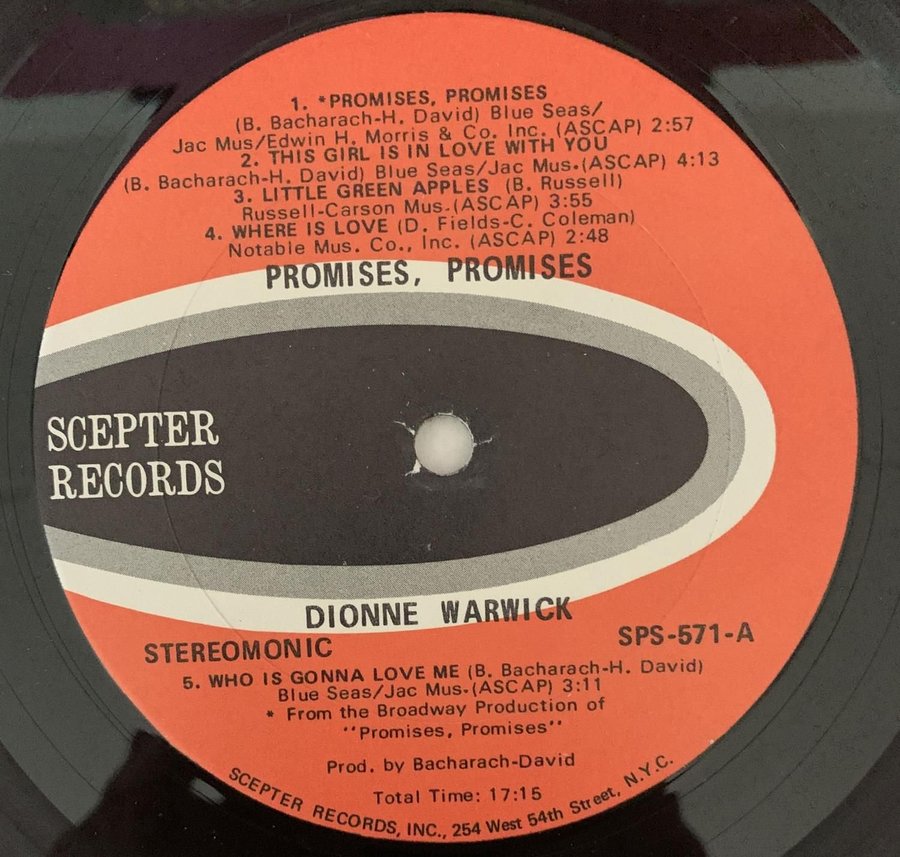 1. *PROMISES, PROMISES
(B. Bacharach-H. David) Blue Seas/
Jac Mus/Edwin H. Morris & Co. Inc. (ASCAP) 2:57
2. THIS GIRL IS IN LOVE WITH YOU
(B. Bacharach-H. David) Blue Seas/Jac Mus.(ASCAP) 4:13
3. LITTLE GREEN APPLES (B. Russell)
Russell-Carson Mus.(ASCAP) 3:55
4. WHERE IS LOVE (D. Fields-C. Coleman)
Notable Mus. Co., Inc. (ASCAP) 2:48
PROMISES, PROMISES
SCEPTER
RECORDS
DIONNE WARWICK
STEREOMONIC
SPS-571-A
5. WHO IS GONNA LOVE ME (B. Bacharach-H. David)
Blue Seas/Jac Mus.(ASCAP) 3:11
* From the Broadway Production of
''Promises, Promises''
Prod. by Bacharach-David
Total Time: 17:15
SCEPTER RECORDS, INC., 254 West 54th Street, N.Y.C.